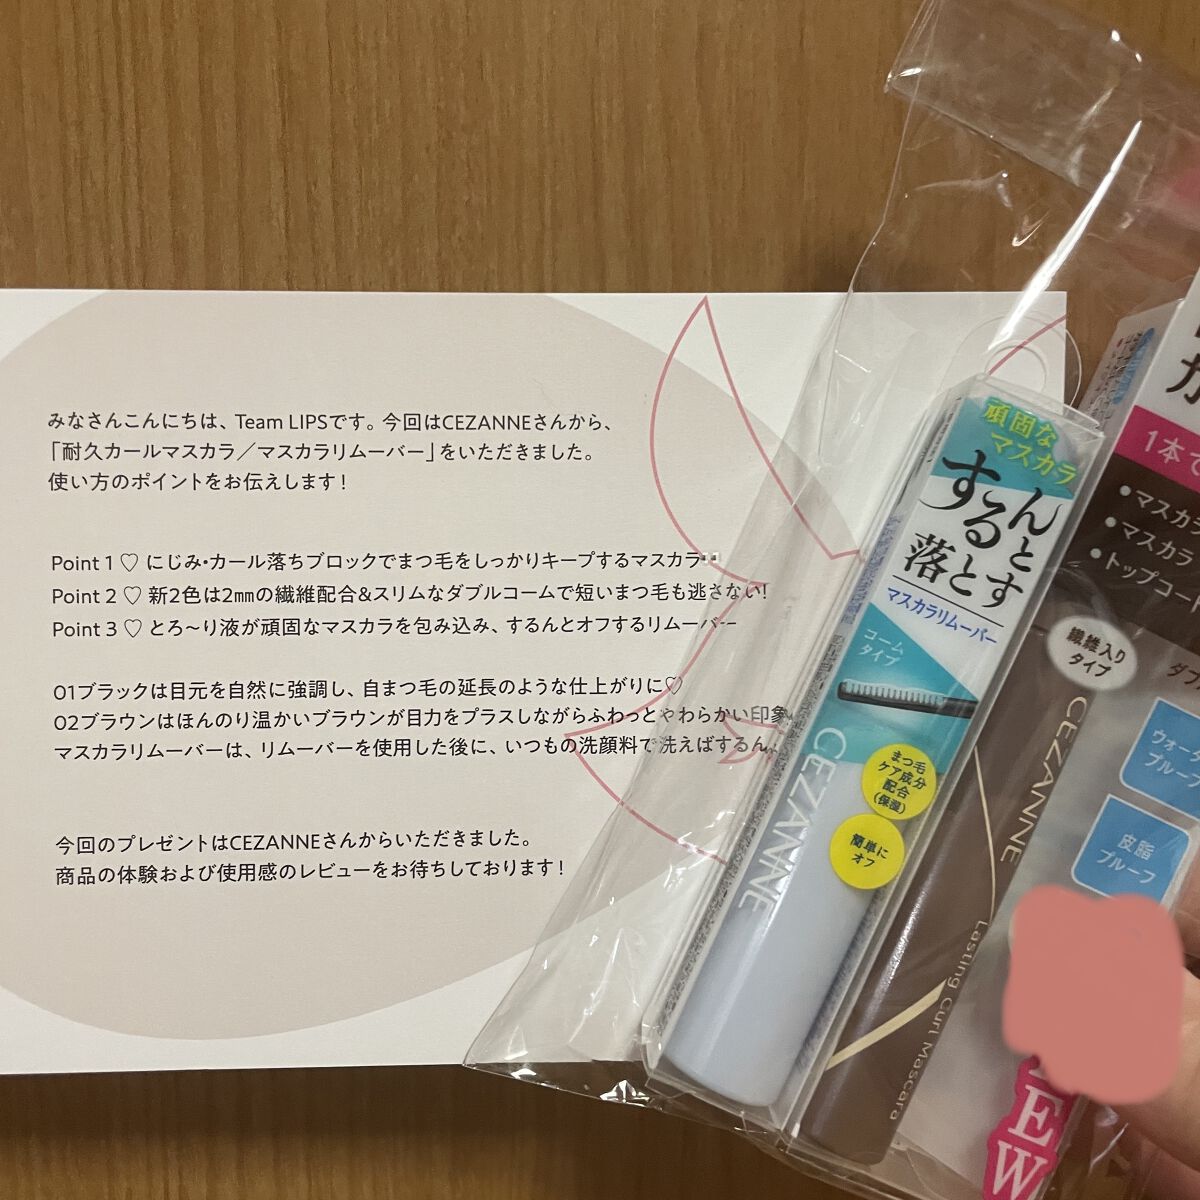 みなさんこんにちは、Team LIPSです。今回はCEZANNEさんから、
「耐久カールマスカラ／マスカラリムーバー」をいただきました。
使い方のポイントをお伝えします！
Point 1 ♡ にじみ・カール落ちブロックでまつ毛をしっかりキープするマスカラ
Point 2 ♡ 新2色は2㎜の繊維配合&スリムなダブルコームで短いまつ毛も逃さない！
Point 3 ♡ とろ〜り液が頑固なマスカラを包み込み、するんとオフするリムーバー
01ブラックは目元を自然に強調し、自まつ毛の延長のような仕上がりに♡
02ブラウンはほんのり温かいブラウンが目力をプラスしながらふわっとやわらかい印象
マスカラリムーバーは、リムーバーを使用した後に、いつもの洗顔料で洗えばするん
今回のプレゼントはCEZANNEさんからいただきました。
商品の体験および使用感のレビューをお待ちしております！
頑固な
マスカラ
するんと
落とす
マスカラリムーバー
コーム
タイプ
CEZANNE
まつ毛
ケア成分
配合
(保湿)
簡単に
オフ
か
1本で
•マスカラ
•マスカラ
•トップコー
繊維入り
タイプ
ダブ
CEZANNE
ウォータ
プルーフ
皮脂
プルーフ
Lasting Curl Mascara
EW